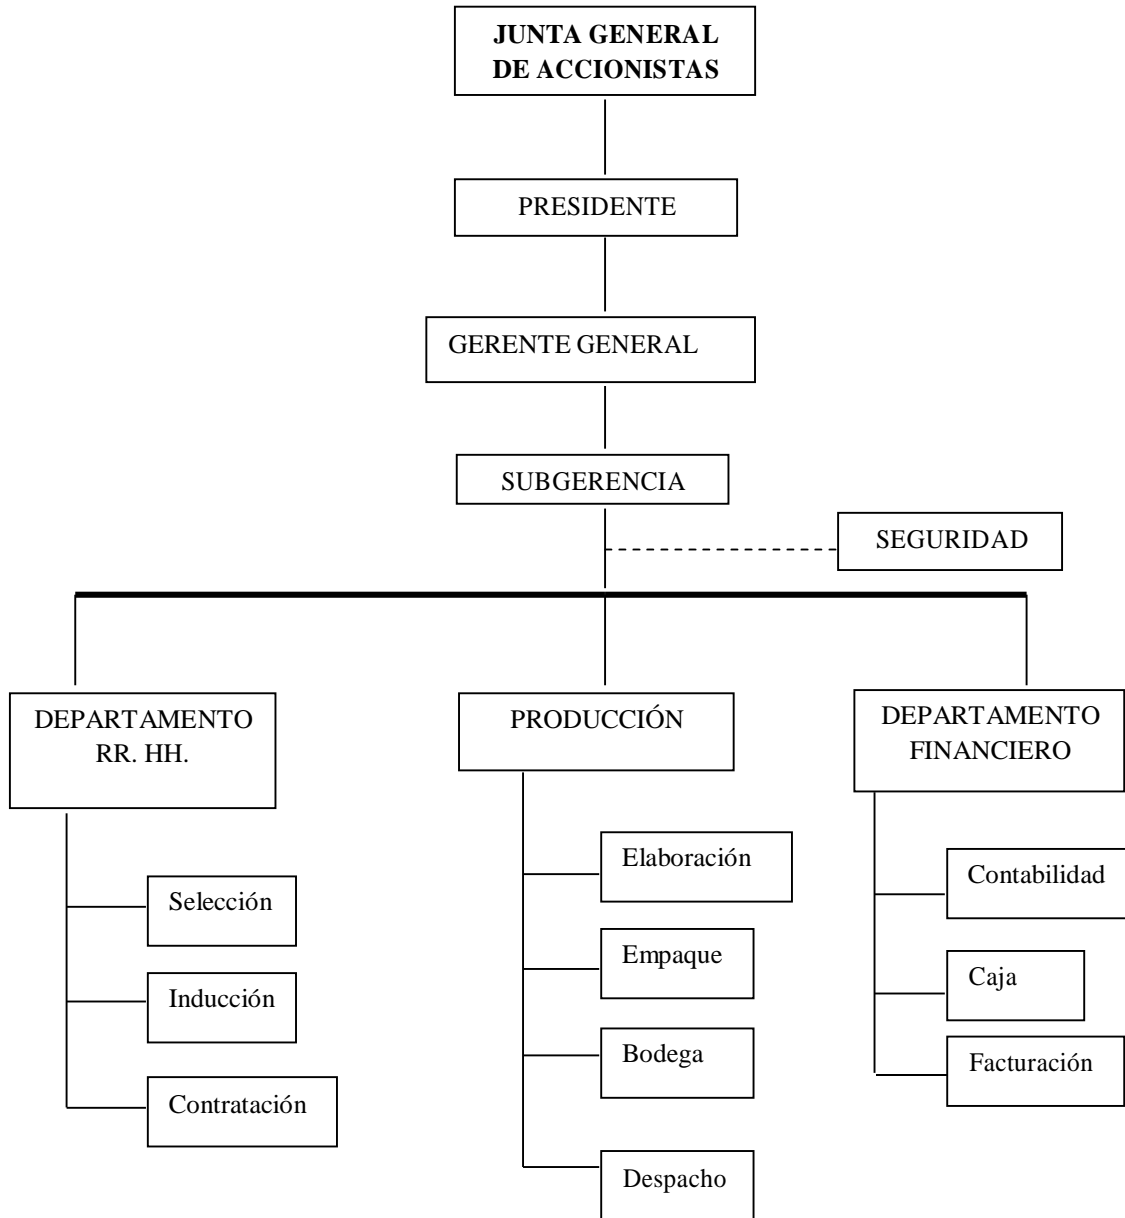 JUNTA GENERAL
DE ACCIONISTAS
PRESIDENTE
GERENTE GENERAL
SUBGERENCIA
SEGURIDAD
DEPARTAMENTO
RR. HH.
PRODUCCIÓN
DEPARTAMENTO
FINANCIERO
Selección
Inducción
Contratación
Elaboración
Empaque
Bodega
Despacho
Contabilidad
Caja
Facturación